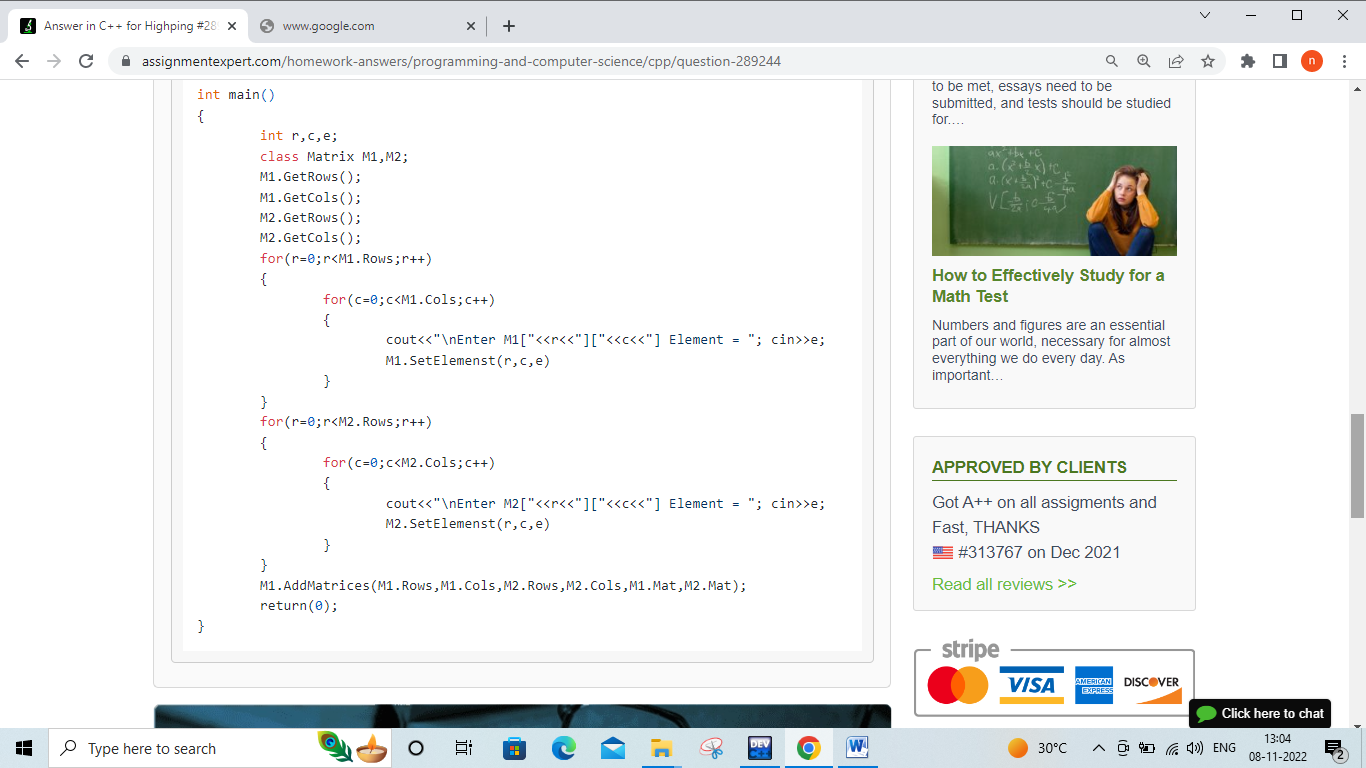 Answer in C++ for Highping #28
www.google.com
assignmentexpert.com/homework-answers/programming-and-computer-science/cpp/question-289244
n
int main()
{
int r,c,e;
class Matrix M1,M2;
M1.GetRows();
M1.GetCols();
M2.GetRows();
M2.GetCols();
for(r=0;r<M1.Rows;r++)
{
for(c=0;c<M1.Cols;c++)
{
cout<<"\nEnter M1["<<r<<"]["<<c<<"] Element = "; cin>>e;
M1.SetElemenst(r,c,e)
}
}
for(r=0;r<M2.Rows;r++)
{
for(c=0;c<M2.Cols;c++)
{
cout<<"\nEnter M2["<<r<<"]["<<c<<"] Element = "; cin>>e;
M2.SetElemenst(r,c,e)
}
}
M1.AddMatrices(M1.Rows,M1.Cols,M2.Rows,M2.Cols,M1.Mat,M2.Mat);
return(0);
}
to be met, essays need to be
submitted, and tests should be studied
for.…
How to Effectively Study for a
Math Test
Numbers and figures are an essential
part of our world, necessary for almost
everything we do every day. As
important…
APPROVED BY CLIENTS
Got A++ on all assigments and
Fast, THANKS
#313767 on Dec 2021
Read all reviews >>
stripe
VISA
AMERICAN EXPRESS
DISCOVER
Click here to chat
Type here to search
DEV
W
30°C
ENG
13:04
08-11-2022
2